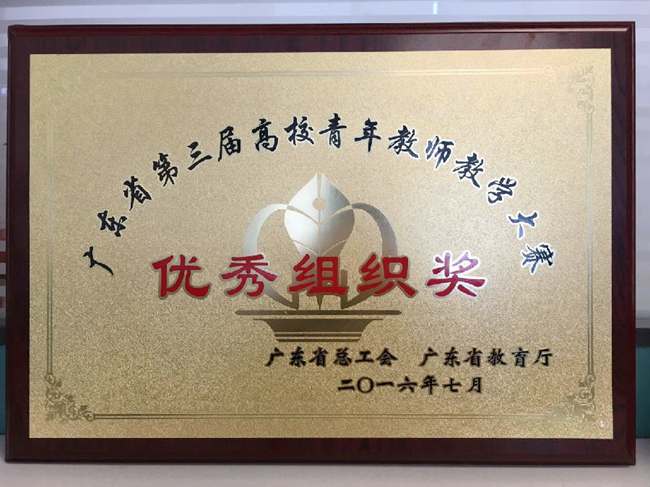 广东省第三届高校青年教师教学大赛
优秀组织奖
广东省总工会 广东省教育厅
二〇一六年七月